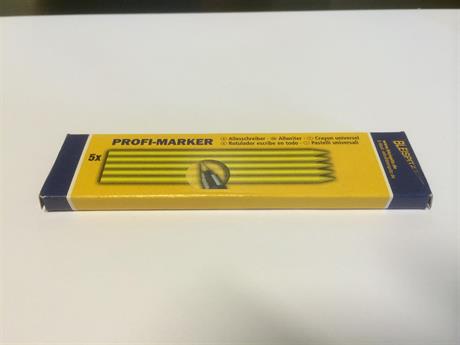 PROFI-MARKER
Allesschreiber Allwriter Crayon universel
Rotulador escribe en todo Pastelli universali
5x